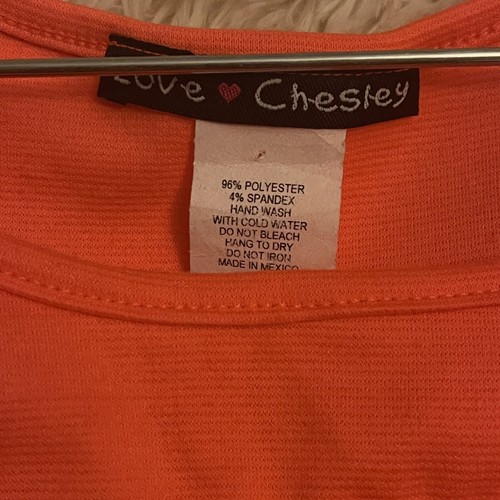 Love ♥ Chesley
96% POLYESTER
4% SPANDEX
HAND WASH
WITH COLD WATER
DO NOT BLEACH
HANG TO DRY
DO NOT IRON
MADE IN MEXICO